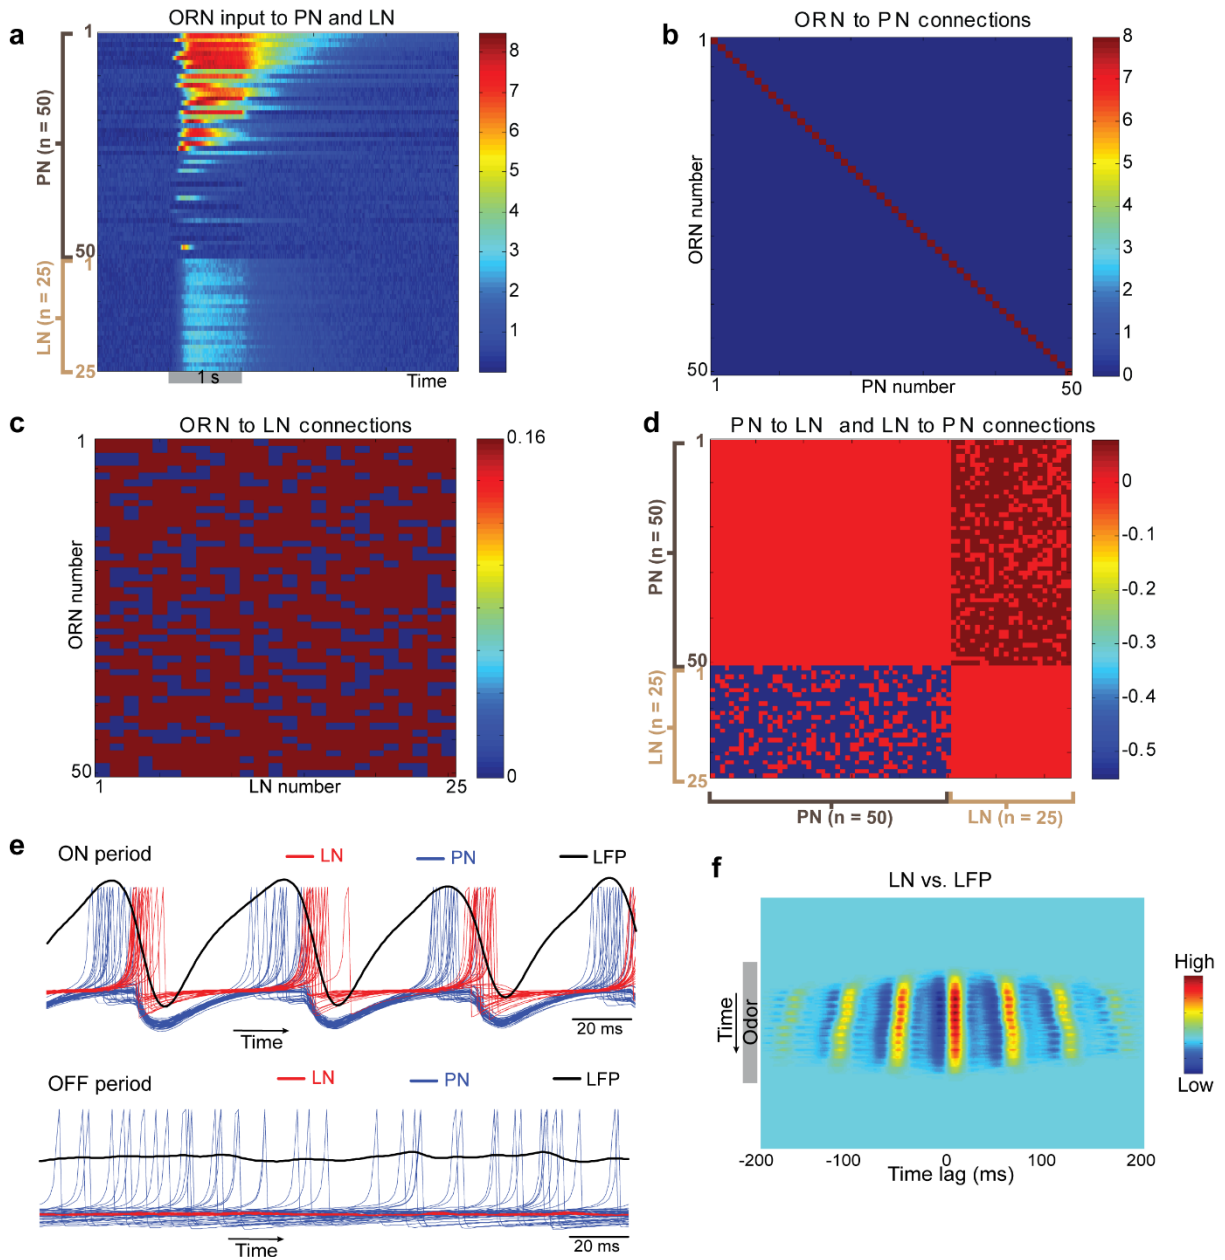 a
ORN input to PN and LN
1
PN (n = 50)
50
1
LN (n = 25)
25
1 s
Time
8
7
6
5
4
3
2
1
b
ORN to PN connections
1
ORN number
50
1
PN number
50
8
7
6
5
4
3
2
1
0
c
ORN to LN connections
1
ORN number
50
1
LN number
25
0.16
0
d
PN to LN and LN to PN connections
1
PN (n = 50)
50
1
LN (n = 25)
25
PN (n = 50)
LN (n = 25)
0
-0.1
-0.2
-0.3
-0.4
-0.5
e
ON period
LN
PN
LFP
Time
20 ms
OFF period
LN
PN
LFP
Time
20 ms
f
LN vs. LFP
Time
Odor
-200
-100
0
100
200
Time lag (ms)
High
Low